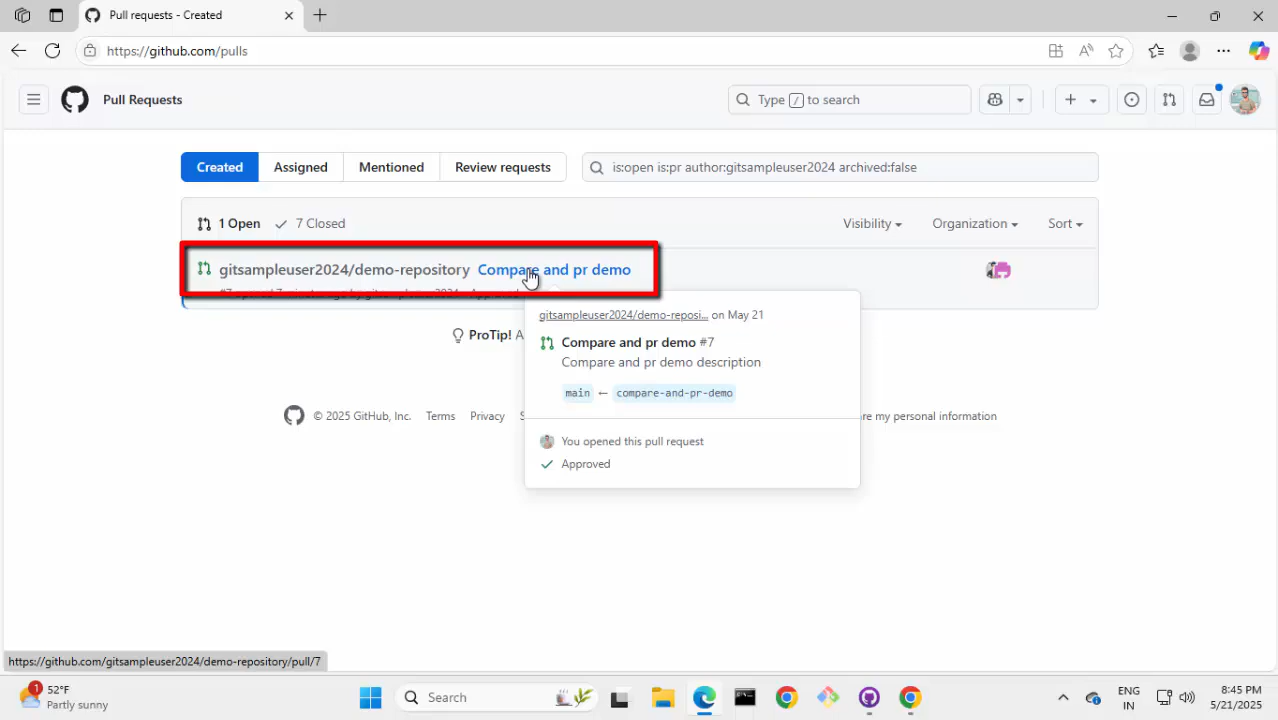 Pull requests - Created
https://github.com/pulls
Pull Requests
Type / to search
Created
Assigned
Mentioned
Review requests
is:open is:pr author:gitsampleuser2024 archived:false
1 Open
7 Closed
Visibility
Organization
Sort
gitsampleuser2024/demo-repository Compare and pr demo
gitsampleuser2024/demo-reposi... on May 21
ProTip! A
Compare and pr demo #7
Compare and pr demo description
main ← compare-and-pr-demo
© 2025 GitHub, Inc.
Terms
Privacy
S
re my personal information
You opened this pull request
Approved
https://github.com/gitsampleuser2024/demo-repository/pull/7
1
52°F
Partly sunny
Search
ENG
IN
8:45 PM
5/21/2025